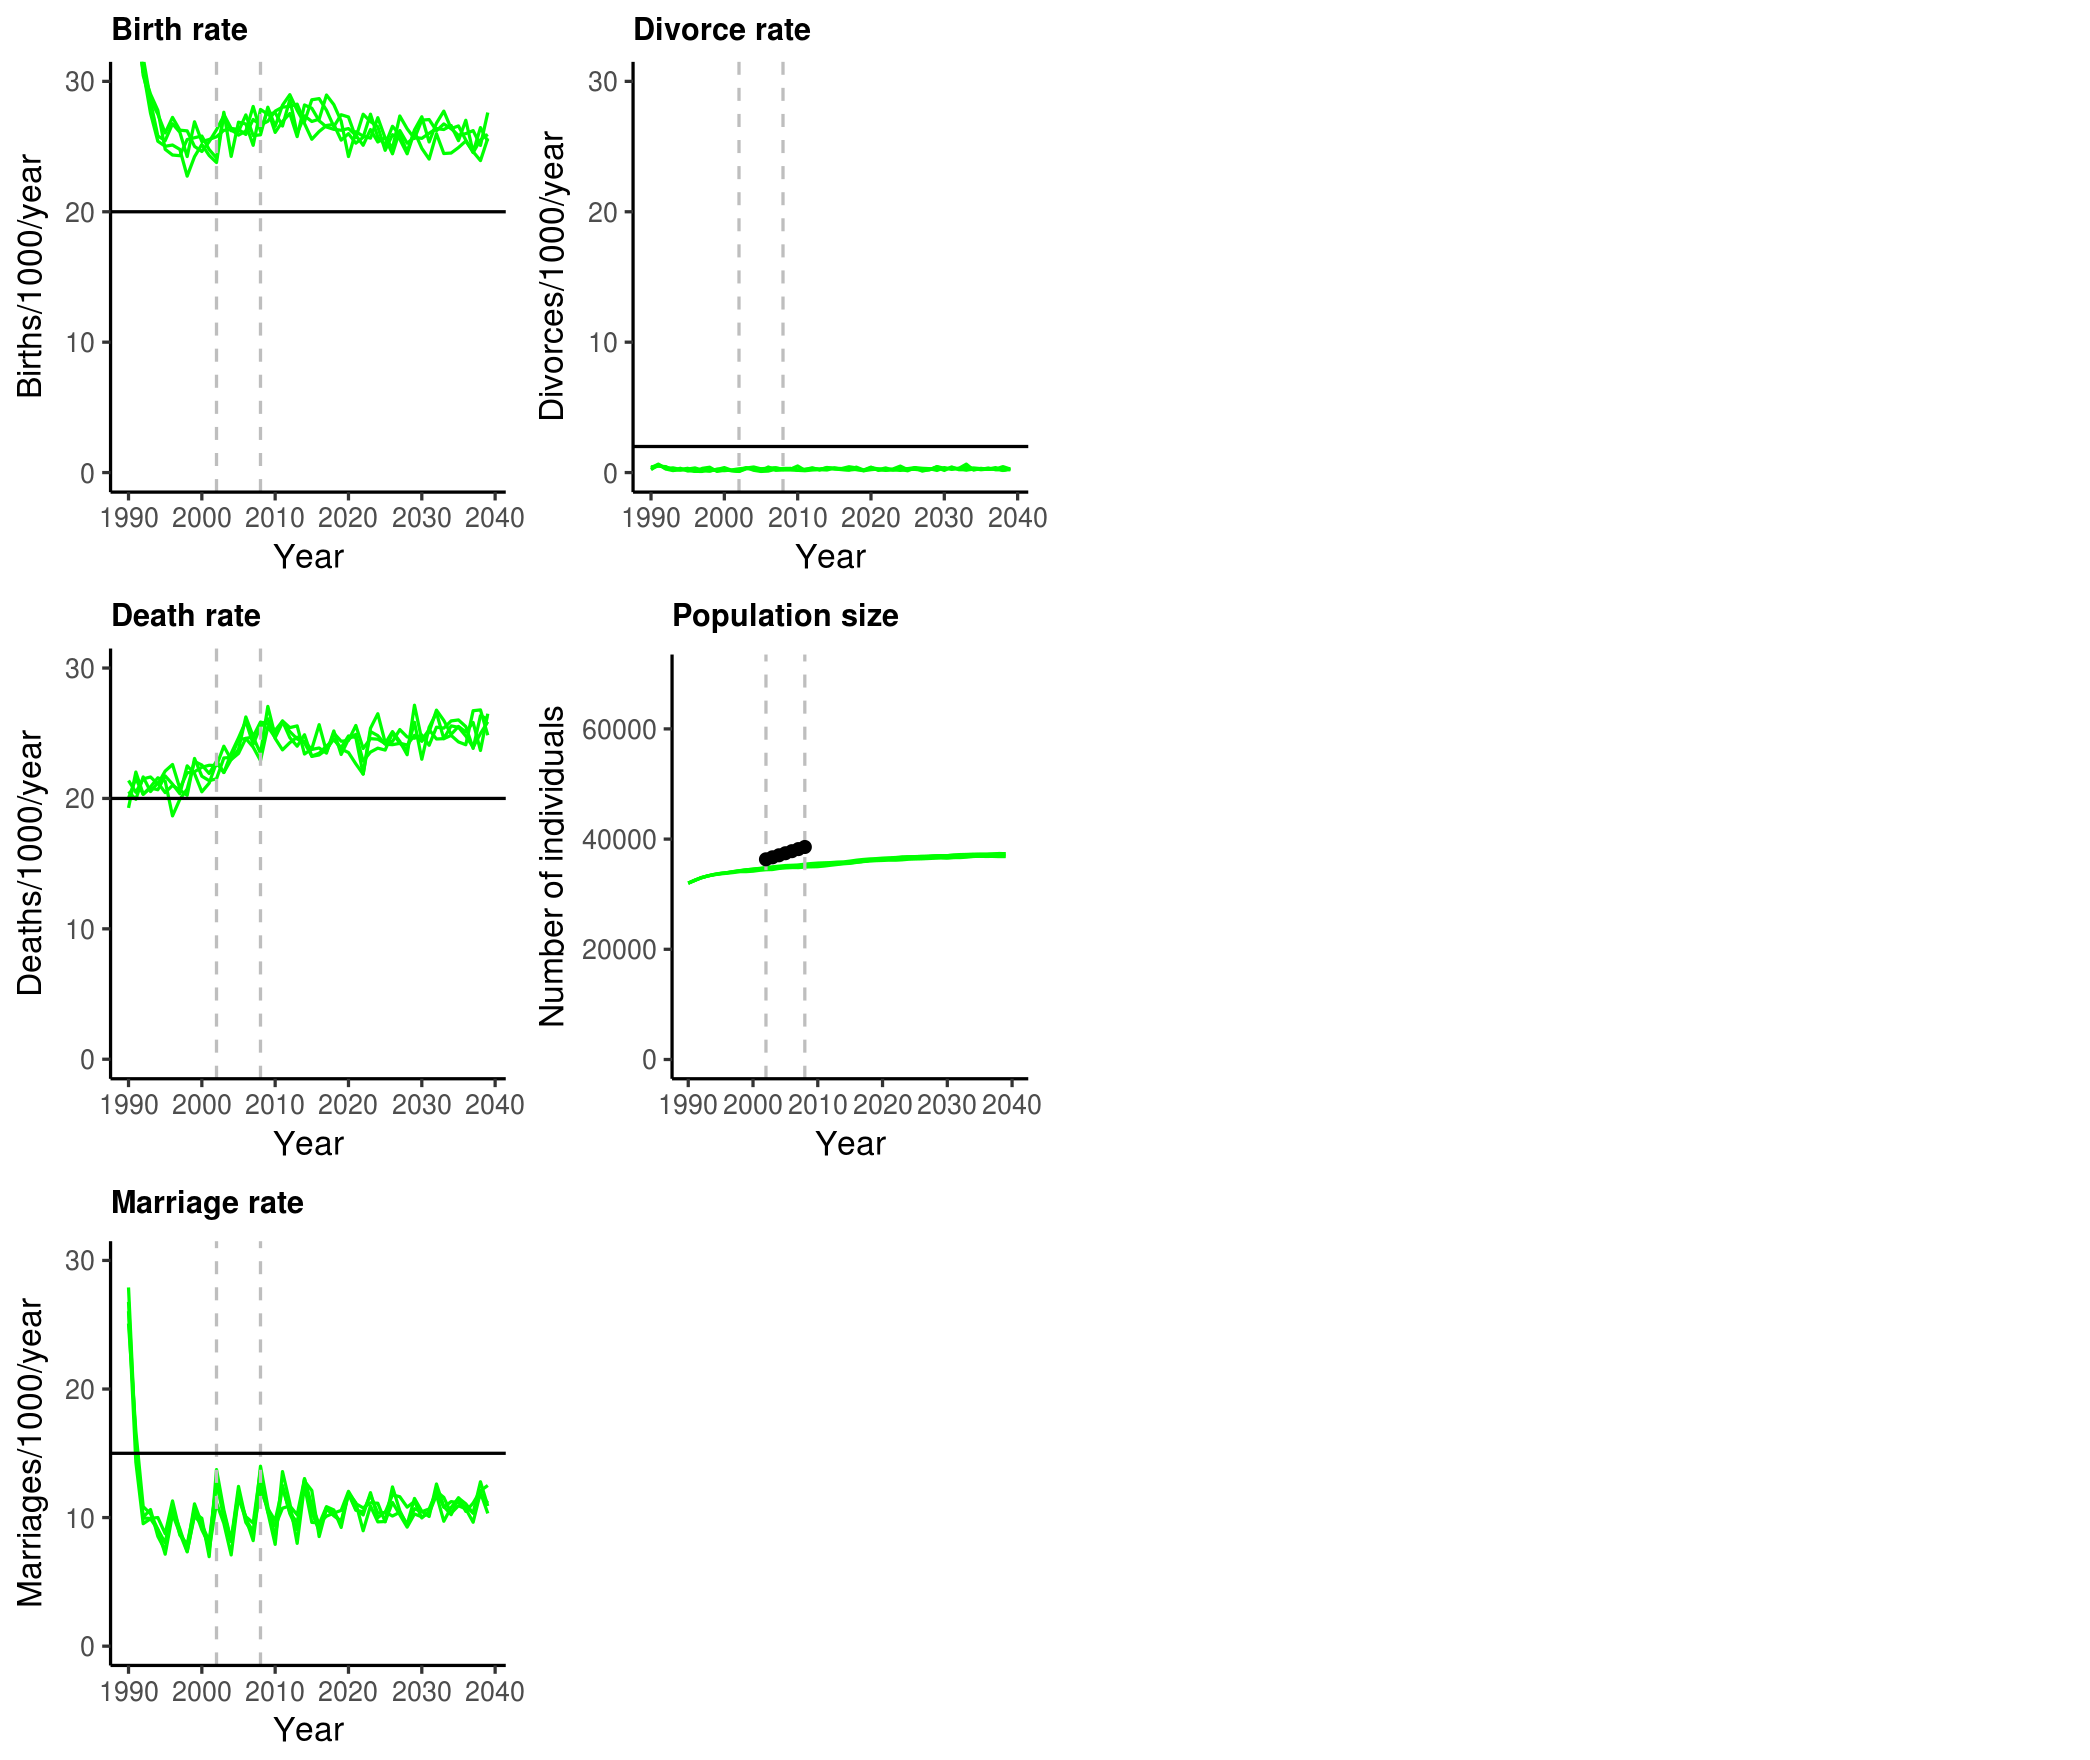 Birth rate
Births/1000/year
30
20
10
0
1990 2000 2010 2020 2030 2040
Year
Divorce rate
Divorces/1000/year
30
20
10
0
1990 2000 2010 2020 2030 2040
Year
Death rate
Deaths/1000/year
30
20
10
0
1990 2000 2010 2020 2030 2040
Year
Population size
Number of individuals
60000
40000
20000
0
1990 2000 2010 2020 2030 2040
Year
Marriage rate
Marriages/1000/year
30
20
10
0
1990 2000 2010 2020 2030 2040
Year